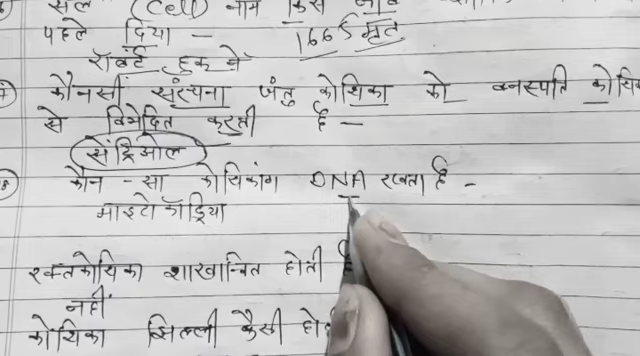 सेल (Cell) नाम किस
पहले दिया - 1665 मृत
रॉबर्ट हुक ने
कौनसी संरचना जंतु कोशिका को वनस्पति
से विभेदित करती है -
सेंट्रिओल
कौन - सा कोशिकांग DNA रखता है -
माइटोकॉंड्रिया
रक्तकोशिका शाखान्वित होती
नहीं
कोशिका झिल्ली कैसी